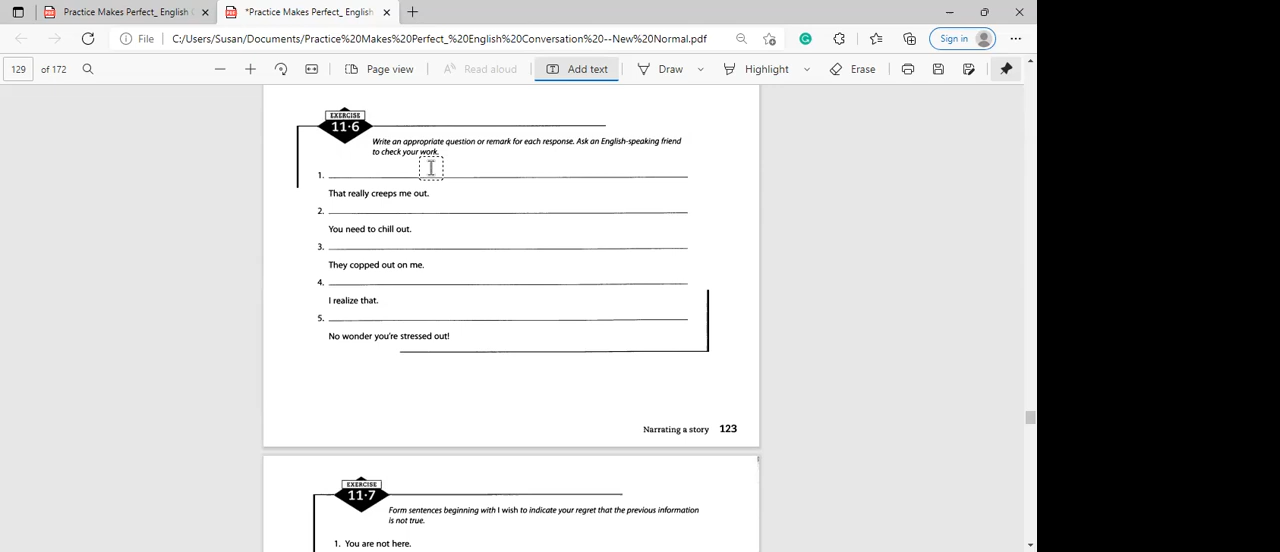 Practice Makes Perfect_ English C
*Practice Makes Perfect_ English
File
C:/Users/Susan/Documents/Practice%20Makes%20Perfect_%20English%20Conversation%20--New%20Normal.pdf
Sign in
129 of 172
Page view
Read aloud
Add text
Draw
Highlight
Erase
EXERCISE
11·6
Write an appropriate question or remark for each response. Ask an English-speaking friend
to check your work.
1.
That really creeps me out.
2.
You need to chill out.
3.
They copped out on me.
4.
I realize that.
5.
No wonder you're stressed out!
Narrating a story 123
EXERCISE
11·7
Form sentences beginning with I wish to indicate your regret that the previous information
is not true.
1. You are not here.